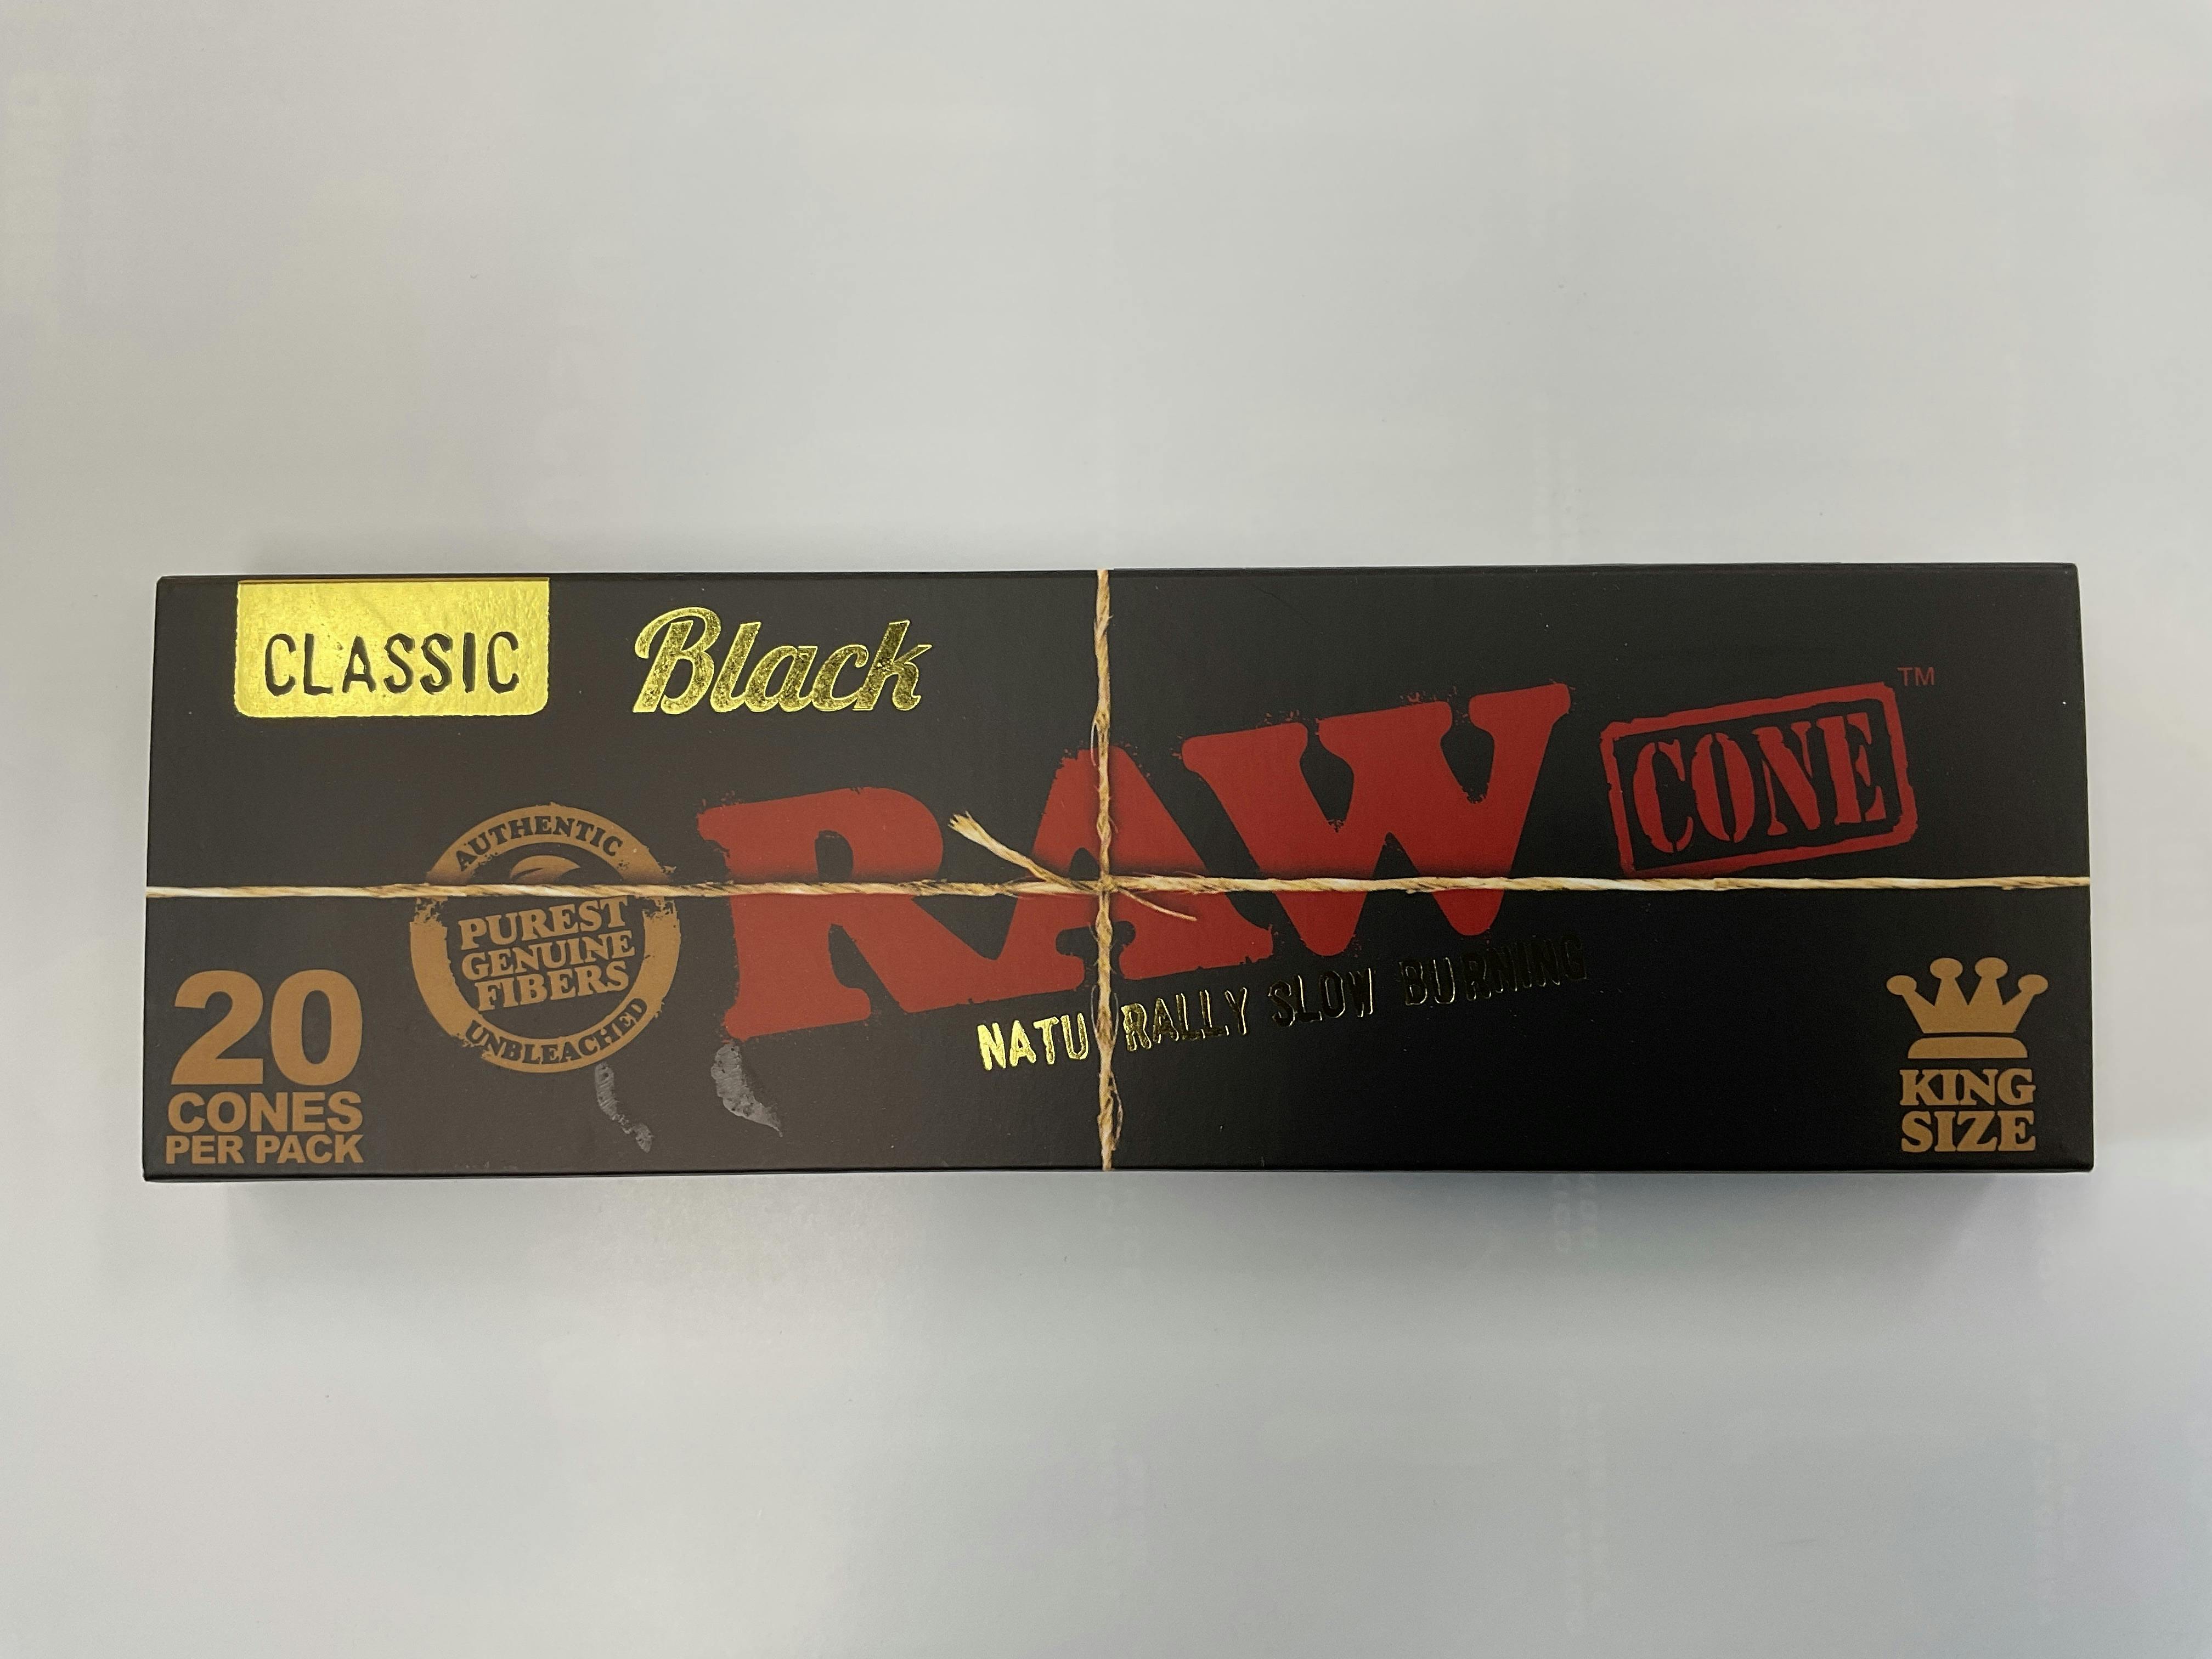 CLASSIC
Black
RAW
CONE
TM
NATURALLY SLOW BURNING
AUTHENTIC
PUREST
GENUINE
FIBERS
UNBLEACHED
20
CONES
PER PACK
KING
SIZE